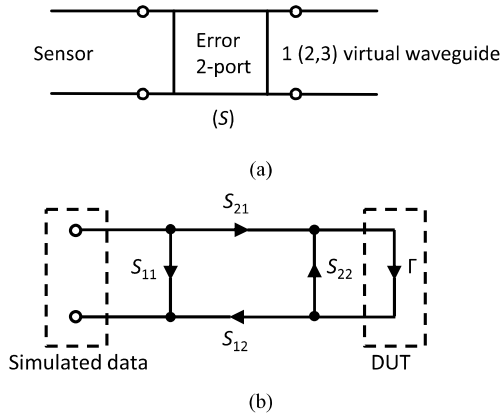 Sensor
Error
2-port
1 (2,3) virtual waveguide
(S)
(a)
S21
S11
S22
Γ
S12
Simulated data
DUT
(b)